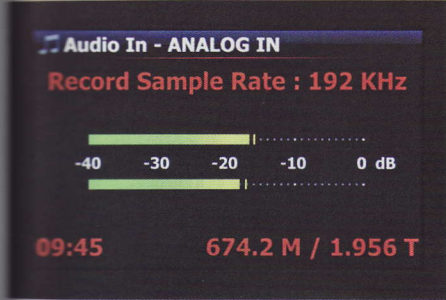 Audio In - ANALOG IN
Record Sample Rate : 192 KHz
-40 -30 -20 -10 0 dB
09:45 674.2 M / 1.956 T